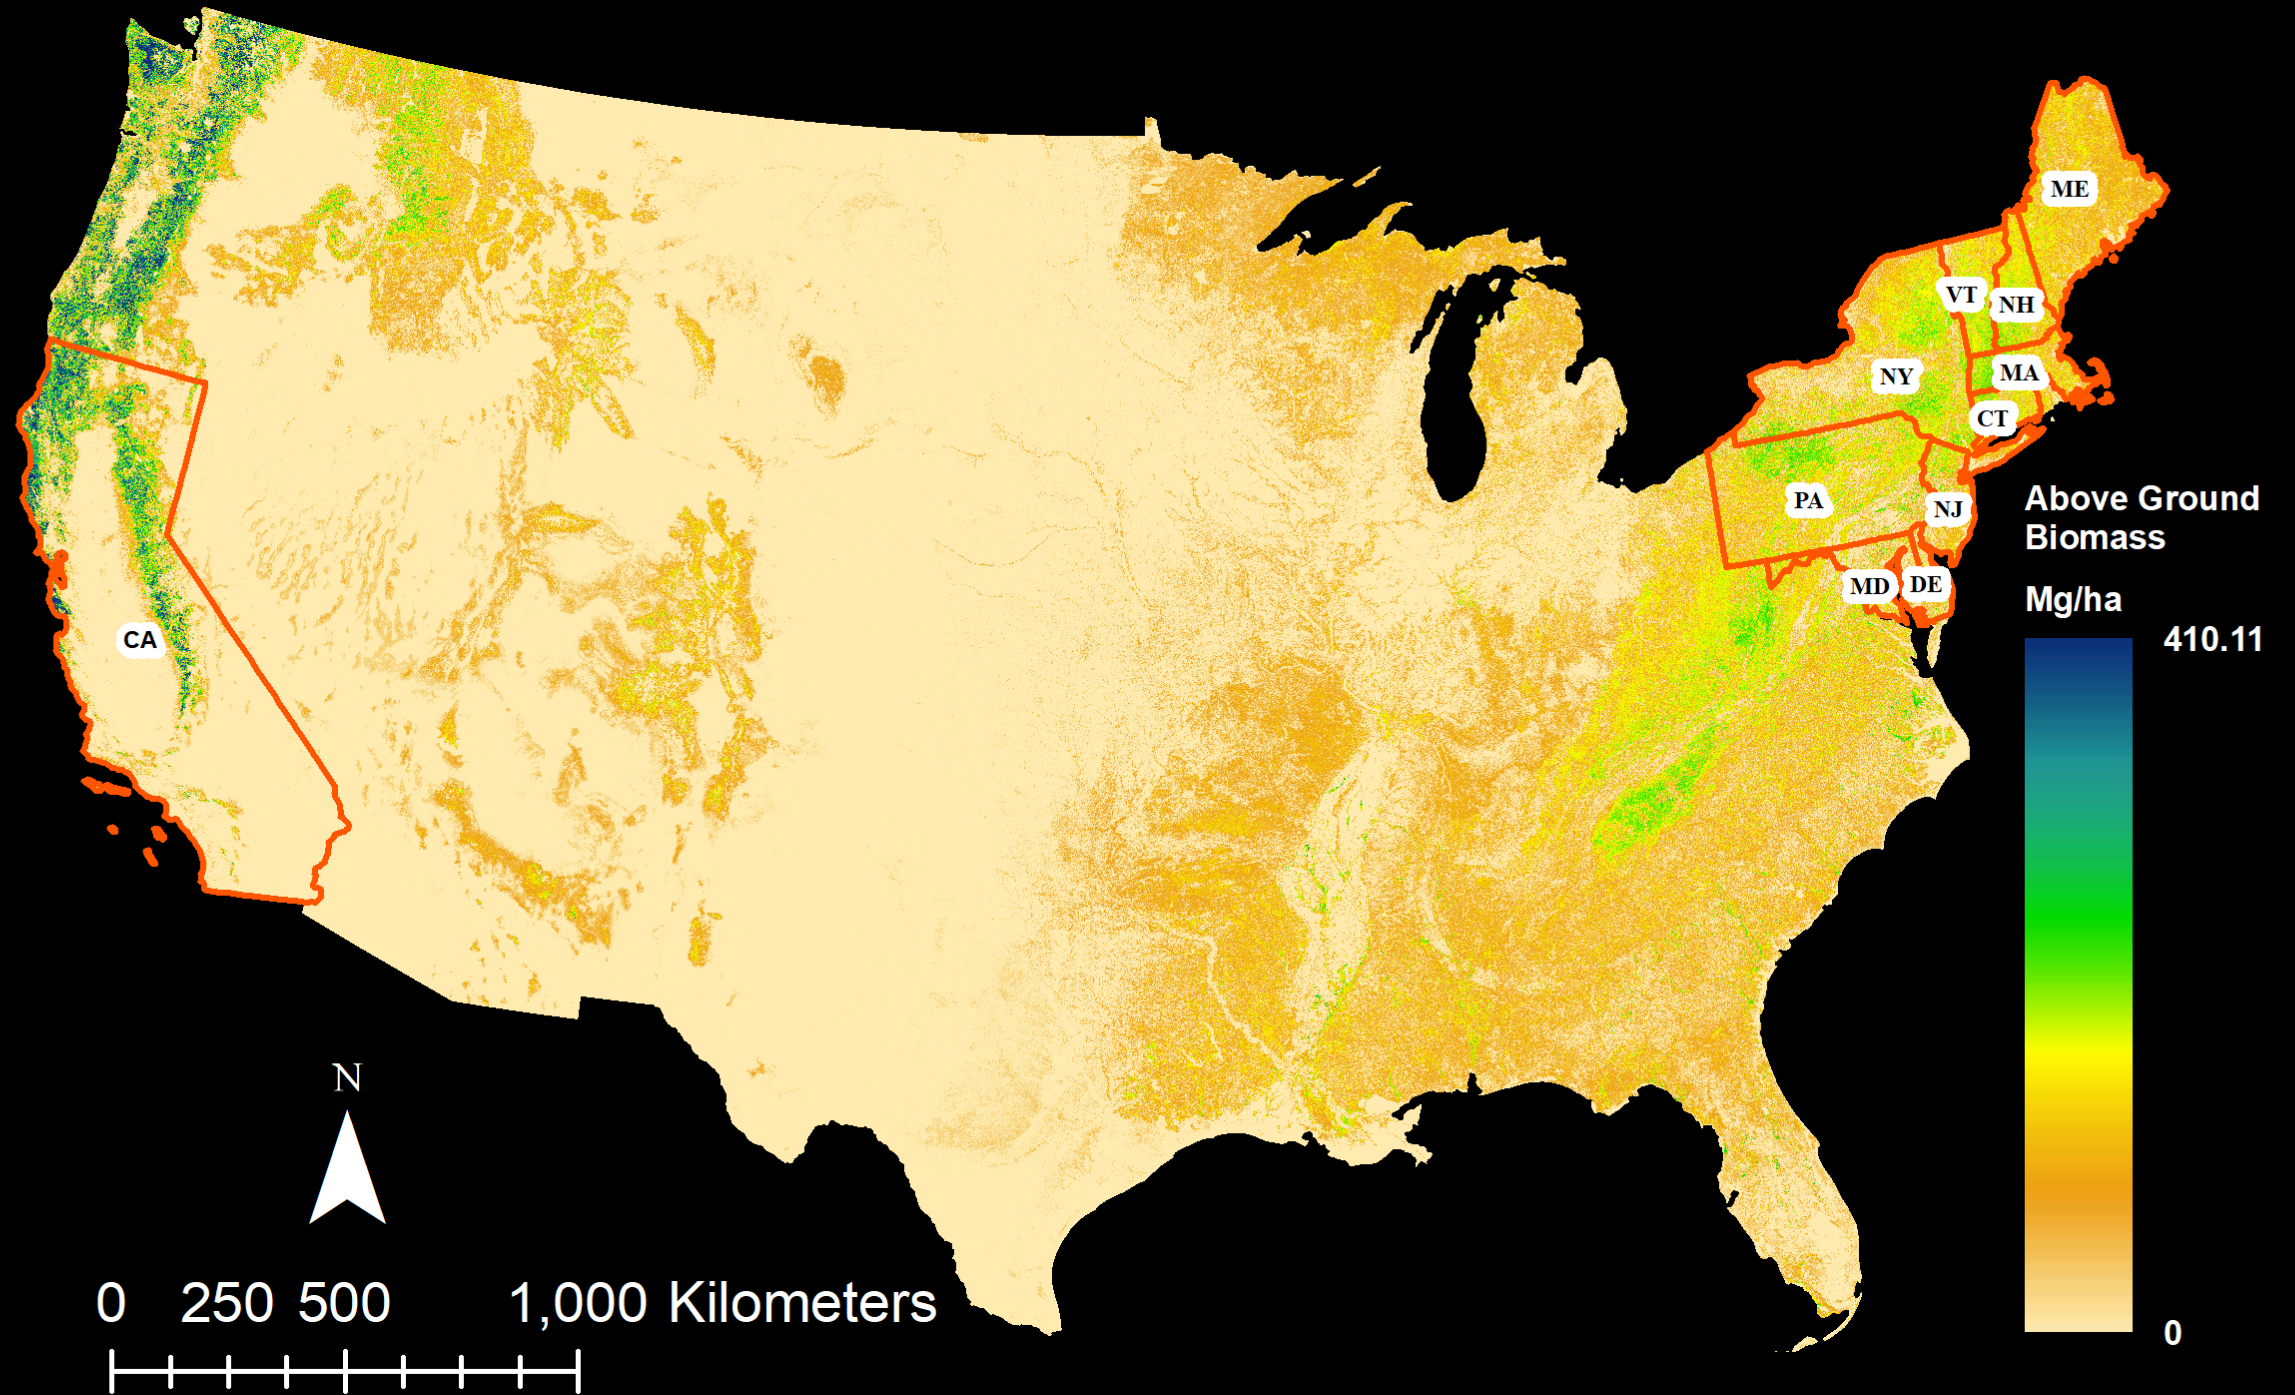 ME
VT
NH
NY
MA
CT
PA
NJ
Above Ground
Biomass
MD
DE
Mg/ha
410.11
CA
N
0 250 500 1,000 Kilometers
0